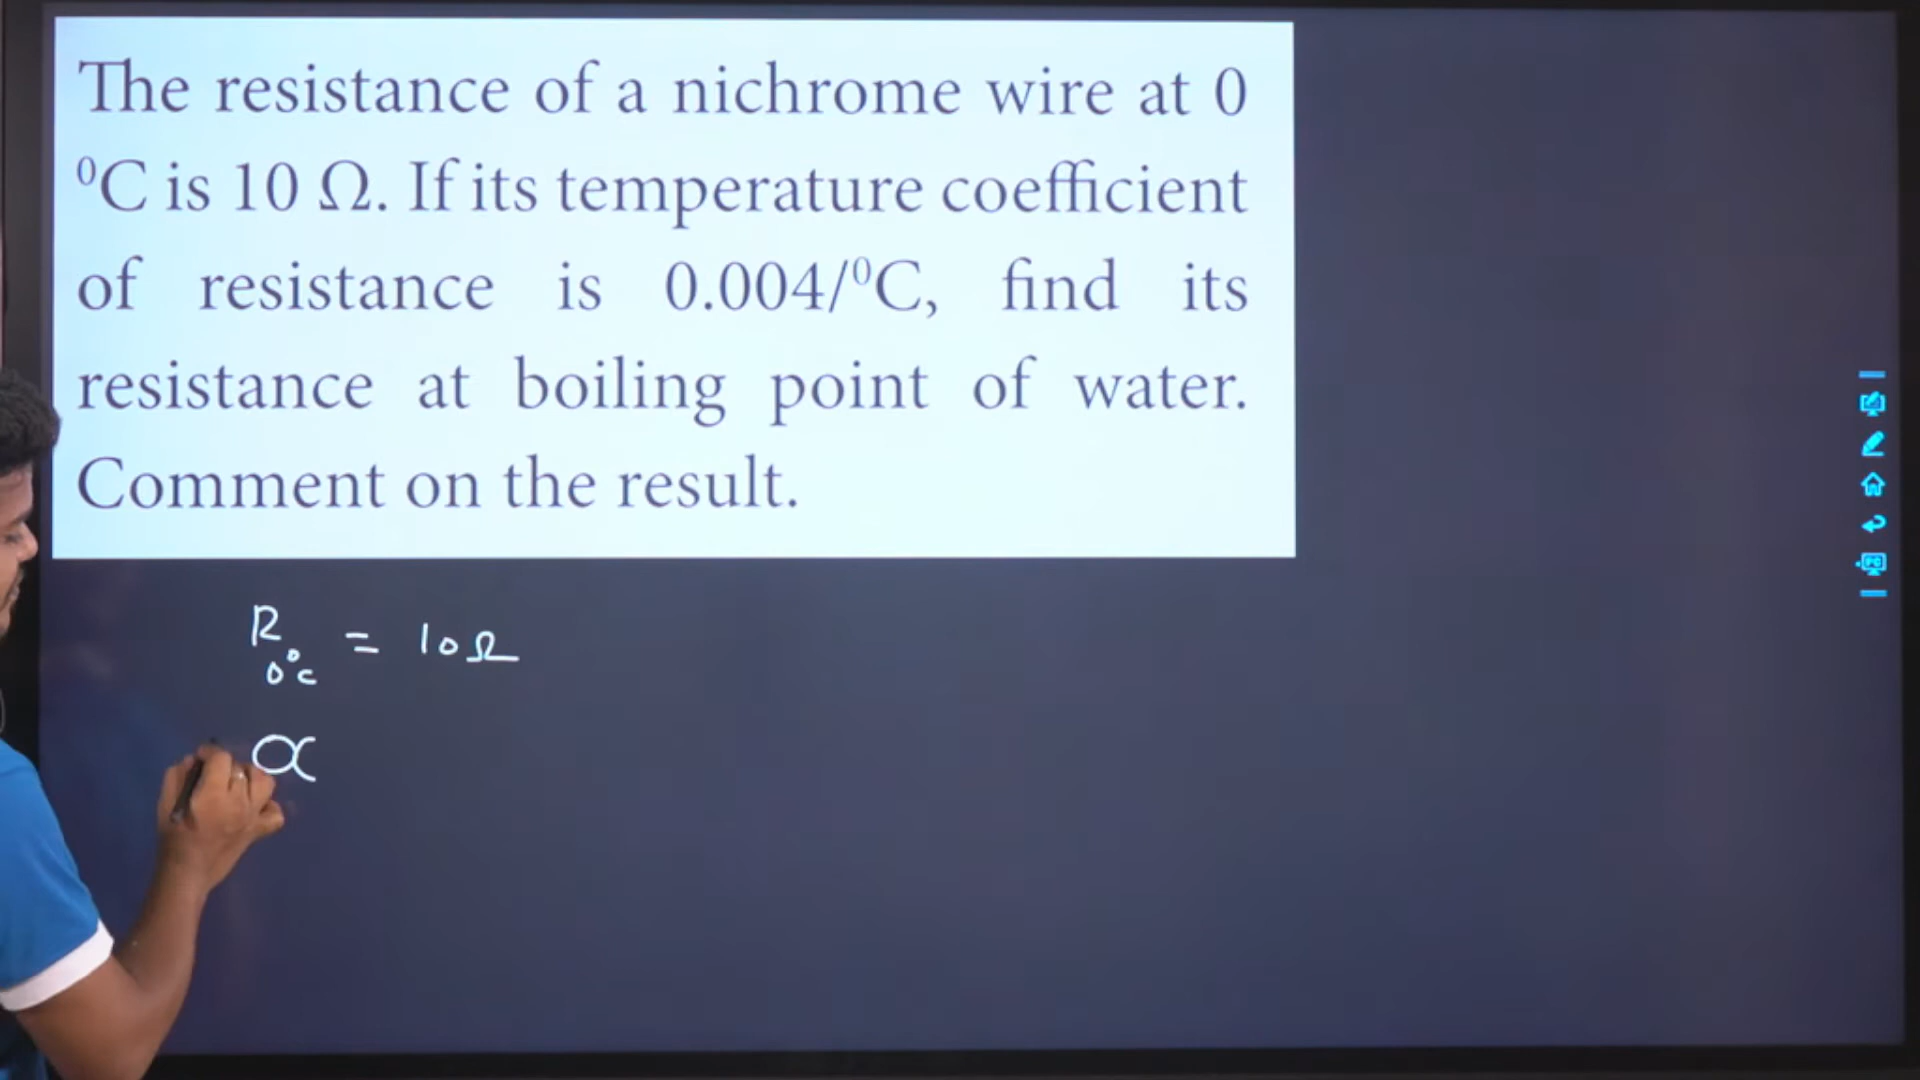 The resistance of a nichrome wire at 0
⁰C is 10 Ω. If its temperature coefficient
of resistance is 0.004/⁰C, find its
resistance at boiling point of water.
Comment on the result.
R₀°C = 10Ω
α